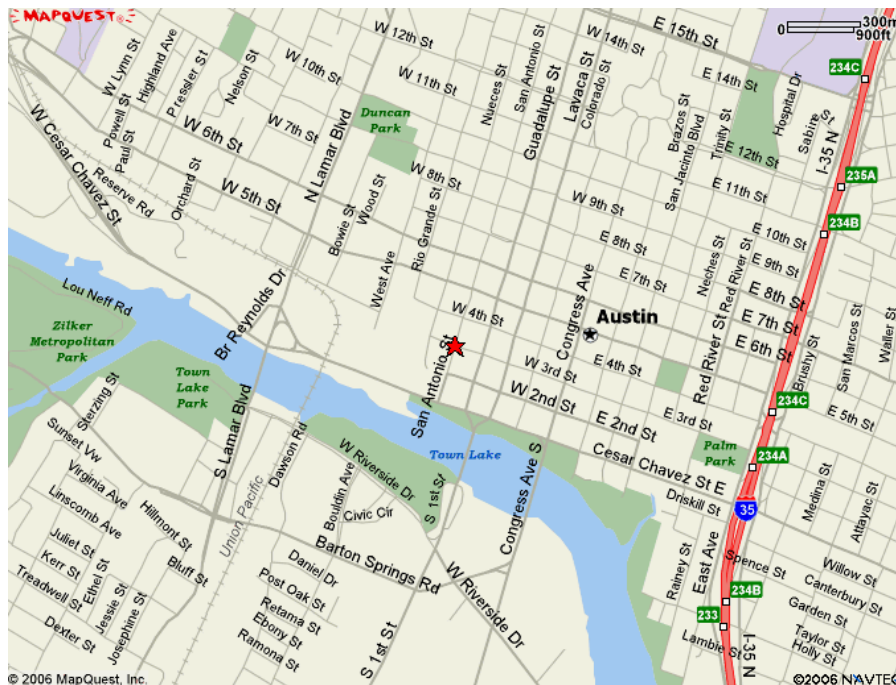 MAPQUEST
300m
900ft
E 15th St
W 12th St
W 14th St
234C
W Lynn St
Highland Ave
Pressler St
Nelson St
W 10th St
W 11th St
Nueces St
San Antonio St
Guadalupe St
Lavaca St
Colorado St
E 14th St
Hospital Dr
Sabine St
I-35 N
Powell St
Paul St
W 6th St
W 7th St
N Lamar Blvd
Duncan
Park
Brazos St
San Jacinto Blvd
Trinity St
E 12th St
235A
W Cesar Chavez St
Reserve Rd
Orchard St
W 5th St
W 8th St
W 9th St
E 11th St
Bowie St
Wood St
Rio Grande St
E 8th St
E 10th St
234B
Lou Neff Rd
West Ave
E 7th St
Neches St
Red River St
E 9th St
E 8th St
E 7th St
E 6th St
Zilker
Metropolitan
Park
Br Reynolds Dr
W 4th St
Congress Ave
Austin
Waller St
San Marcos St
Brushy St
San Antonio St
W 3rd St
E 4th St
Red River St
Town
Lake
Park
Sterzing St
S Lamar Blvd
W 2nd St
E 2nd St
E 3rd St
234C
E 5th St
Sunset Vw
Dawson Rd
W Riverside Dr
Town Lake
Cesar Chavez St E
Palm
Park
234A
Virginia Ave
Linscomb Ave
Hillmont St
Union Pacific
Bouldin Ave
Civic Cir
S 1st St
Congress Ave S
Driskill St
35
Medina St
Attayac St
Juliet St
Kerr St
Treadwell St
Dexter St
Ethel St
Jessie St
Josephine St
Bluff St
Barton Springs Rd
Daniel Dr
Post Oak St
Retama St
Ebony St
Ramona St
S 1st St
W Riverside Dr
Rainey St
East Ave
Spence St
Willow St
Canterbury St
Garden St
Taylor St
Holly St
234B
233
Lambie St
I-35 N
© 2006 MapQuest, Inc.
©2006 NAVTEQ